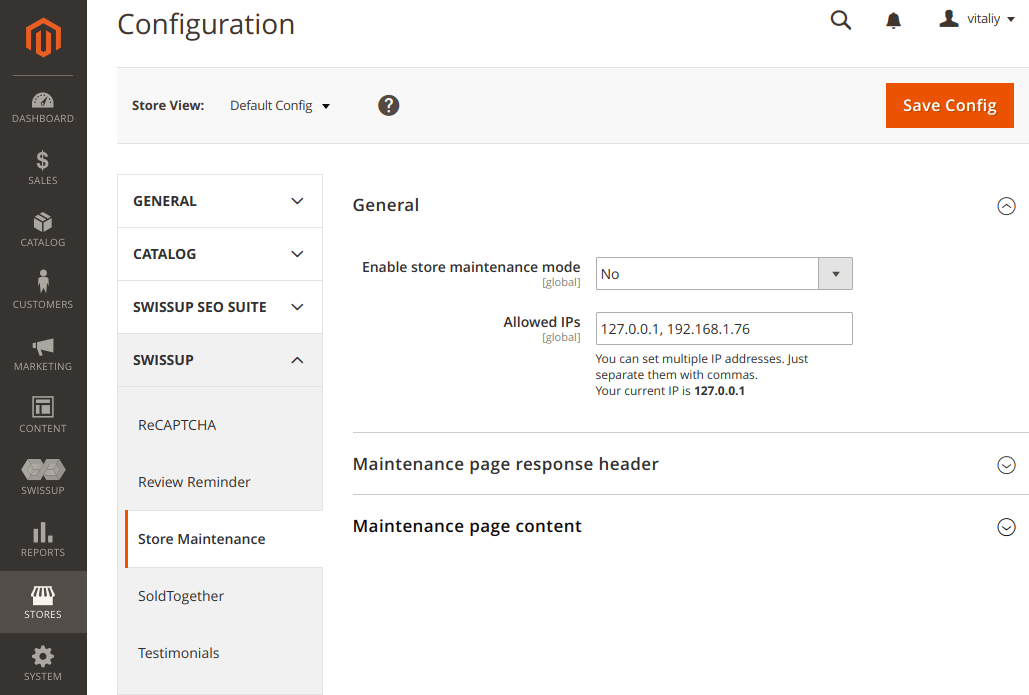 Configuration
vitaliy
Store View: Default Config
?
Save Config
DASHBOARD
SALES
CATALOG
CUSTOMERS
MARKETING
CONTENT
SWISSUP
REPORTS
STORES
SYSTEM
GENERAL
CATALOG
SWISSUP SEO SUITE
SWISSUP
ReCAPTCHA
Review Reminder
Store Maintenance
SoldTogether
Testimonials
General
Enable store maintenance mode
[global]
No
Allowed IPs
[global]
127.0.0.1, 192.168.1.76
You can set multiple IP addresses. Just
separate them with commas.
Your current IP is 127.0.0.1
Maintenance page response header
Maintenance page content